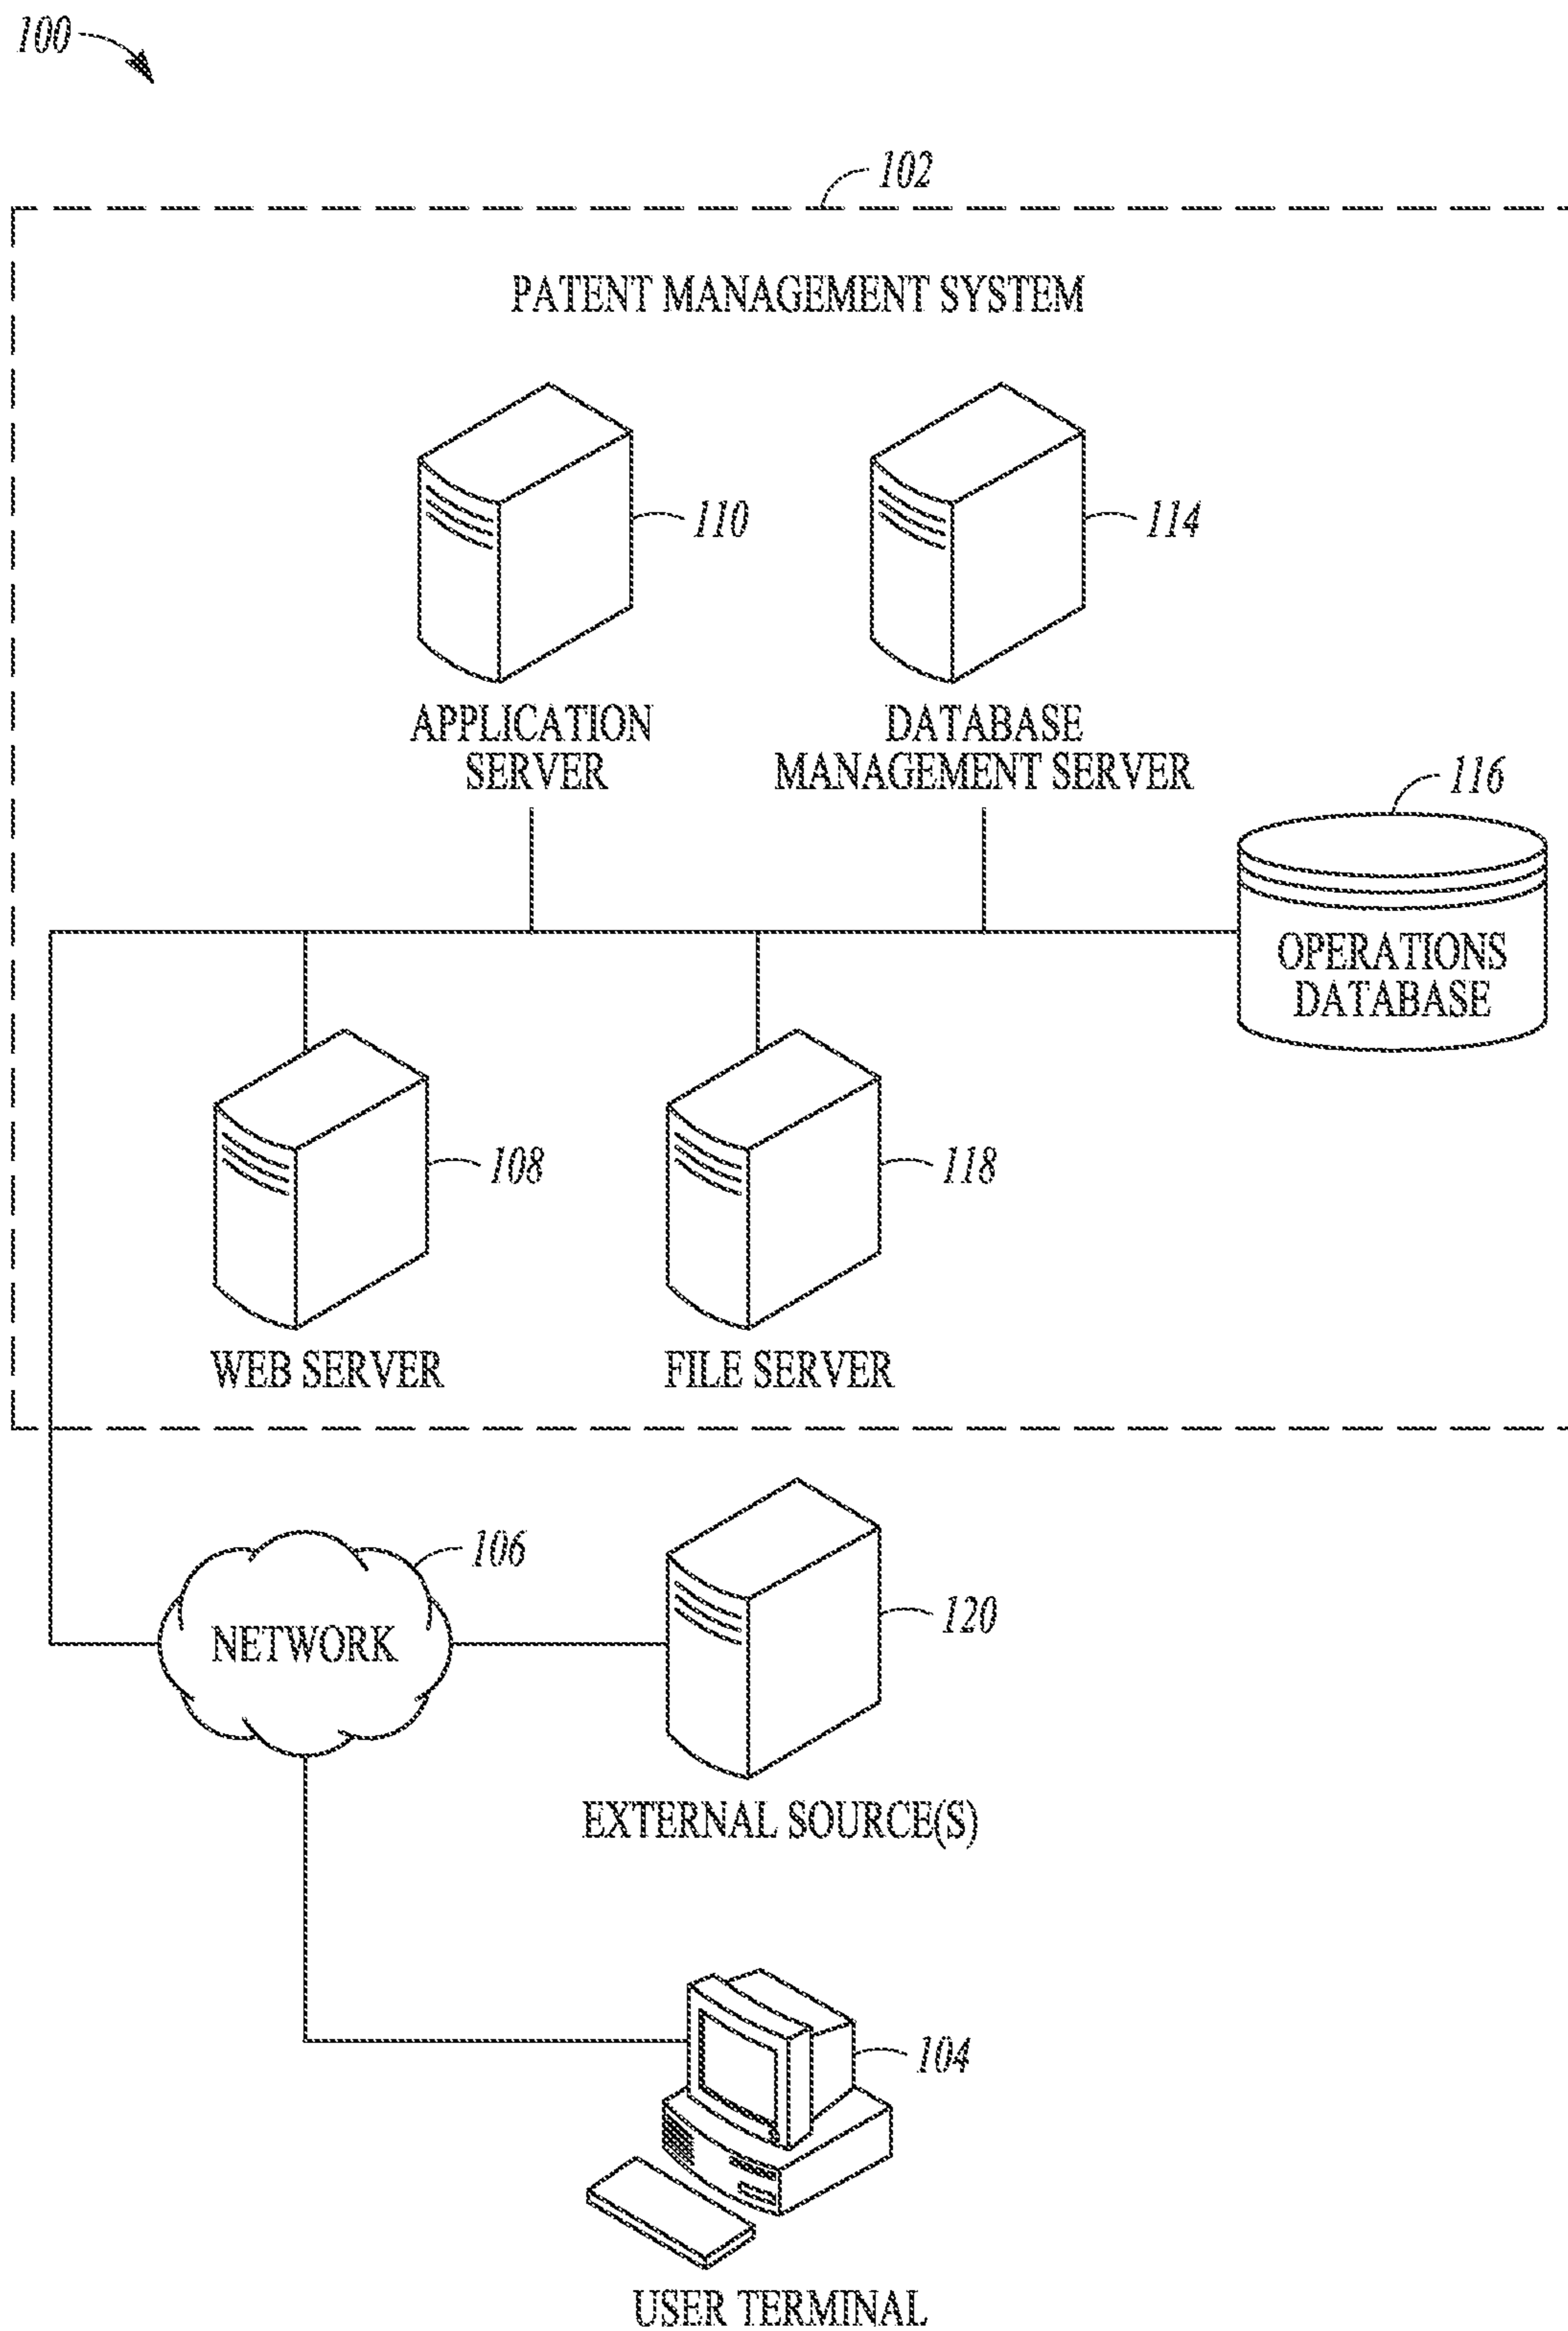 100
102
PATENT MANAGEMENT SYSTEM
110
114
APPLICATION
SERVER
DATABASE
MANAGEMENT SERVER
116
OPERATIONS
DATABASE
108
118
WEB SERVER
FILE SERVER
106
NETWORK
120
EXTERNAL SOURCE(S)
104
USER TERMINAL